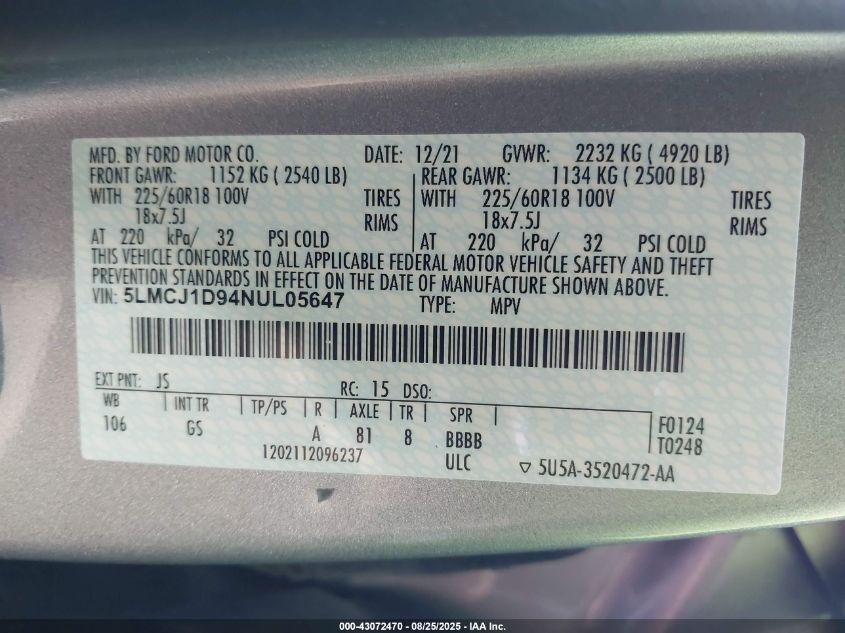 MFD. BY FORD MOTOR CO. DATE: 12/21 GVWR: 2232 KG ( 4920 LB)
FRONT GAWR: 1152 KG ( 2540 LB) REAR GAWR: 1134 KG ( 2500 LB)
WITH 225/60R18 100V TIRES WITH 225/60R18 100V TIRES
18x7.5J RIMS 18x7.5J RIMS
AT 220 kPa/ 32 PSI COLD AT 220 kPa/ 32 PSI COLD
THIS VEHICLE CONFORMS TO ALL APPLICABLE FEDERAL MOTOR VEHICLE SAFETY AND THEFT
PREVENTION STANDARDS IN EFFECT ON THE DATE OF MANUFACTURE SHOWN ABOVE.
VIN: 5LMCJ1D94NUL05647 TYPE: MPV
EXT PNT: JS RC: 15 DSO:
WB INT TR TP/PS R AXLE TR SPR F0124
106 GS A 81 8 BBBB T0248
1202112096237 ULC ▽ 5U5A-3520472-AA
000-43072470 - 08/25/2025 - IAA Inc.